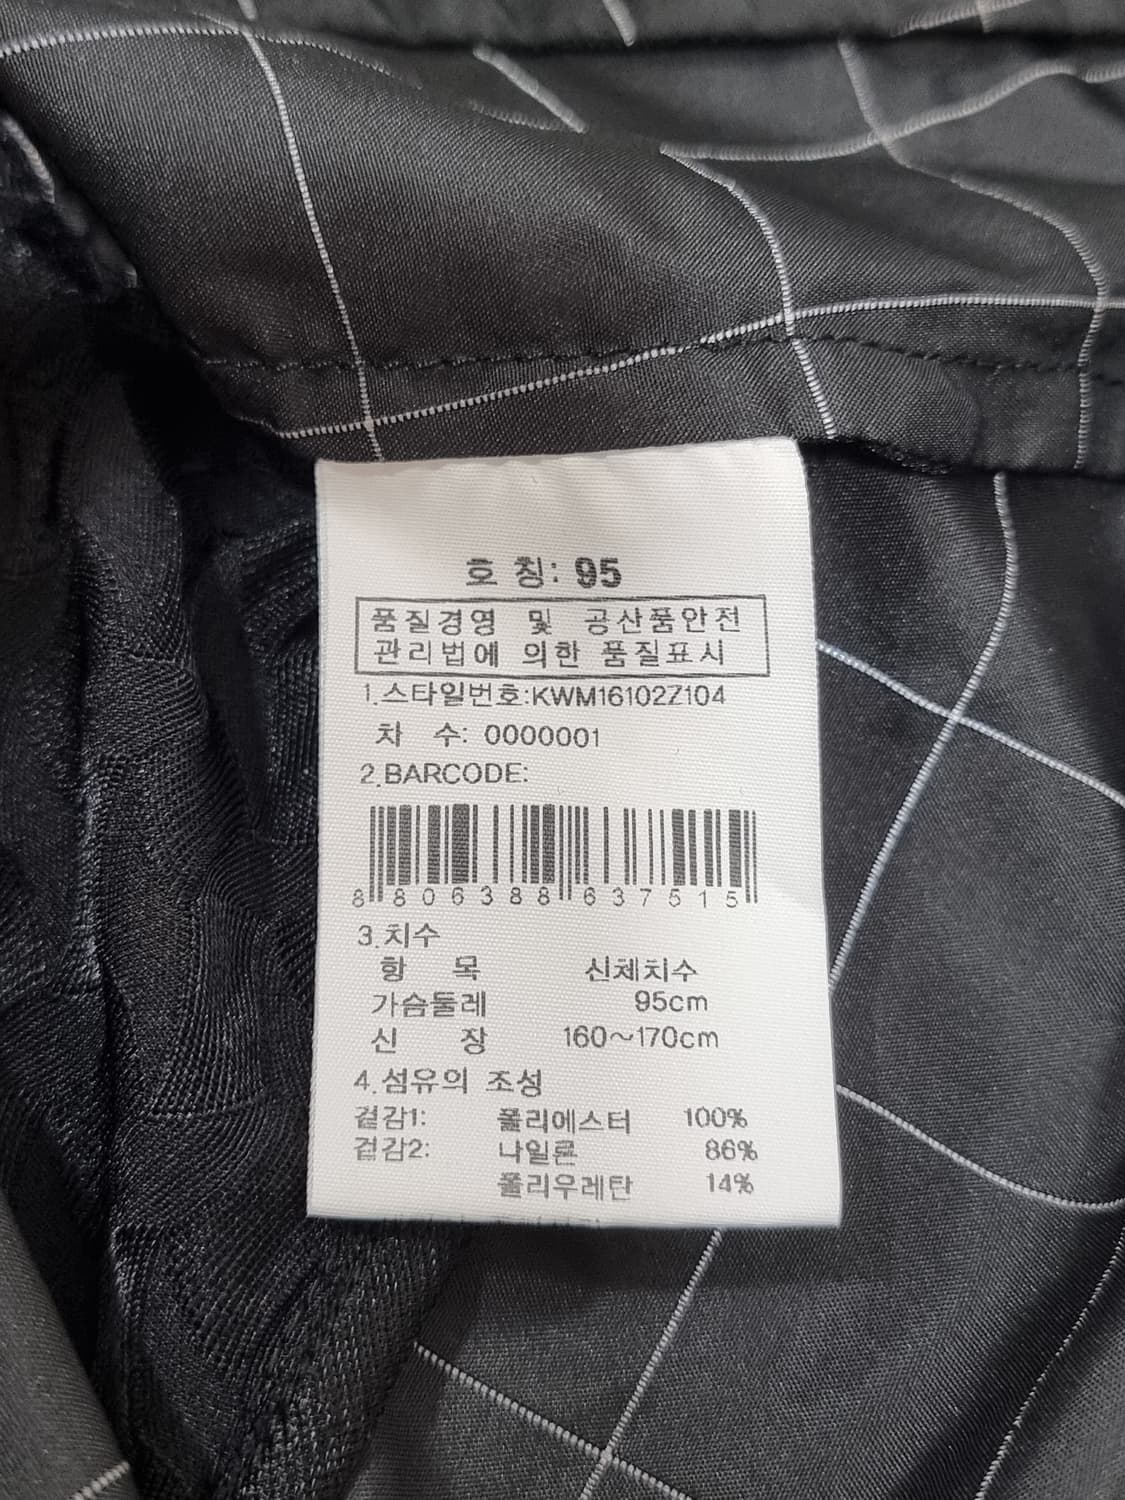 호 칭: 95
품질경영 및 공산품안전
관리법에 의한 품질표시
1.스타일번호:KWM16102Z104
차 수: 0000001
2.BARCODE:
8 806388 637515
3.치수
항 목 신체치수
가슴둘레 95cm
신 장 160~170cm
4.섬유의 조성
겉감1: 폴리에스터 100%
겉감2: 나일론 86%
폴리우레탄 14%